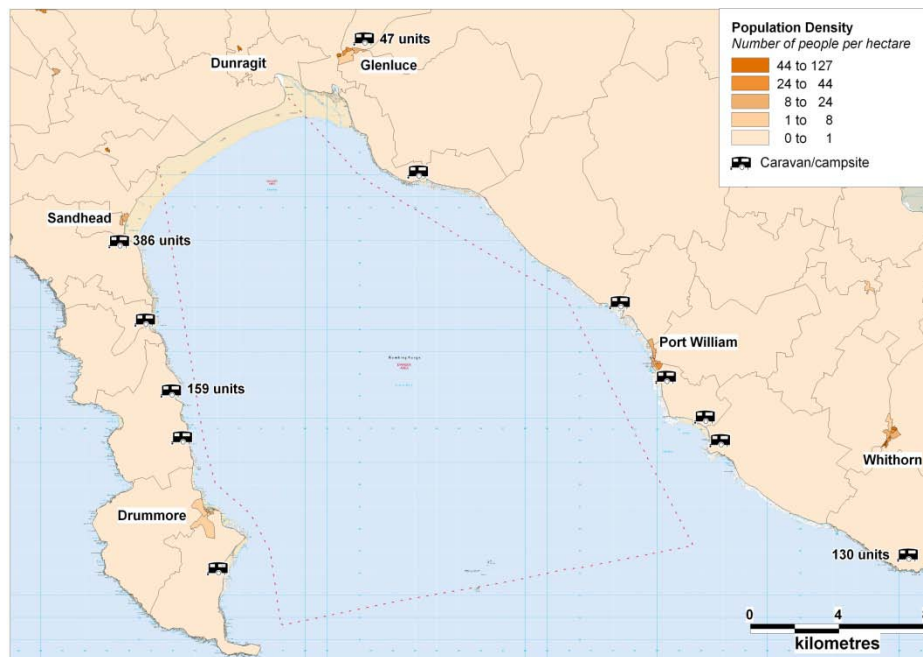 Population Density
Number of people per hectare
44 to 127
24 to 44
8 to 24
1 to 8
0 to 1
Caravan/campsite
47 units
Dunragit
Glenluce
Sandhead
386 units
Port William
159 units
Whithorn
Drummore
130 units
0 4
kilometres